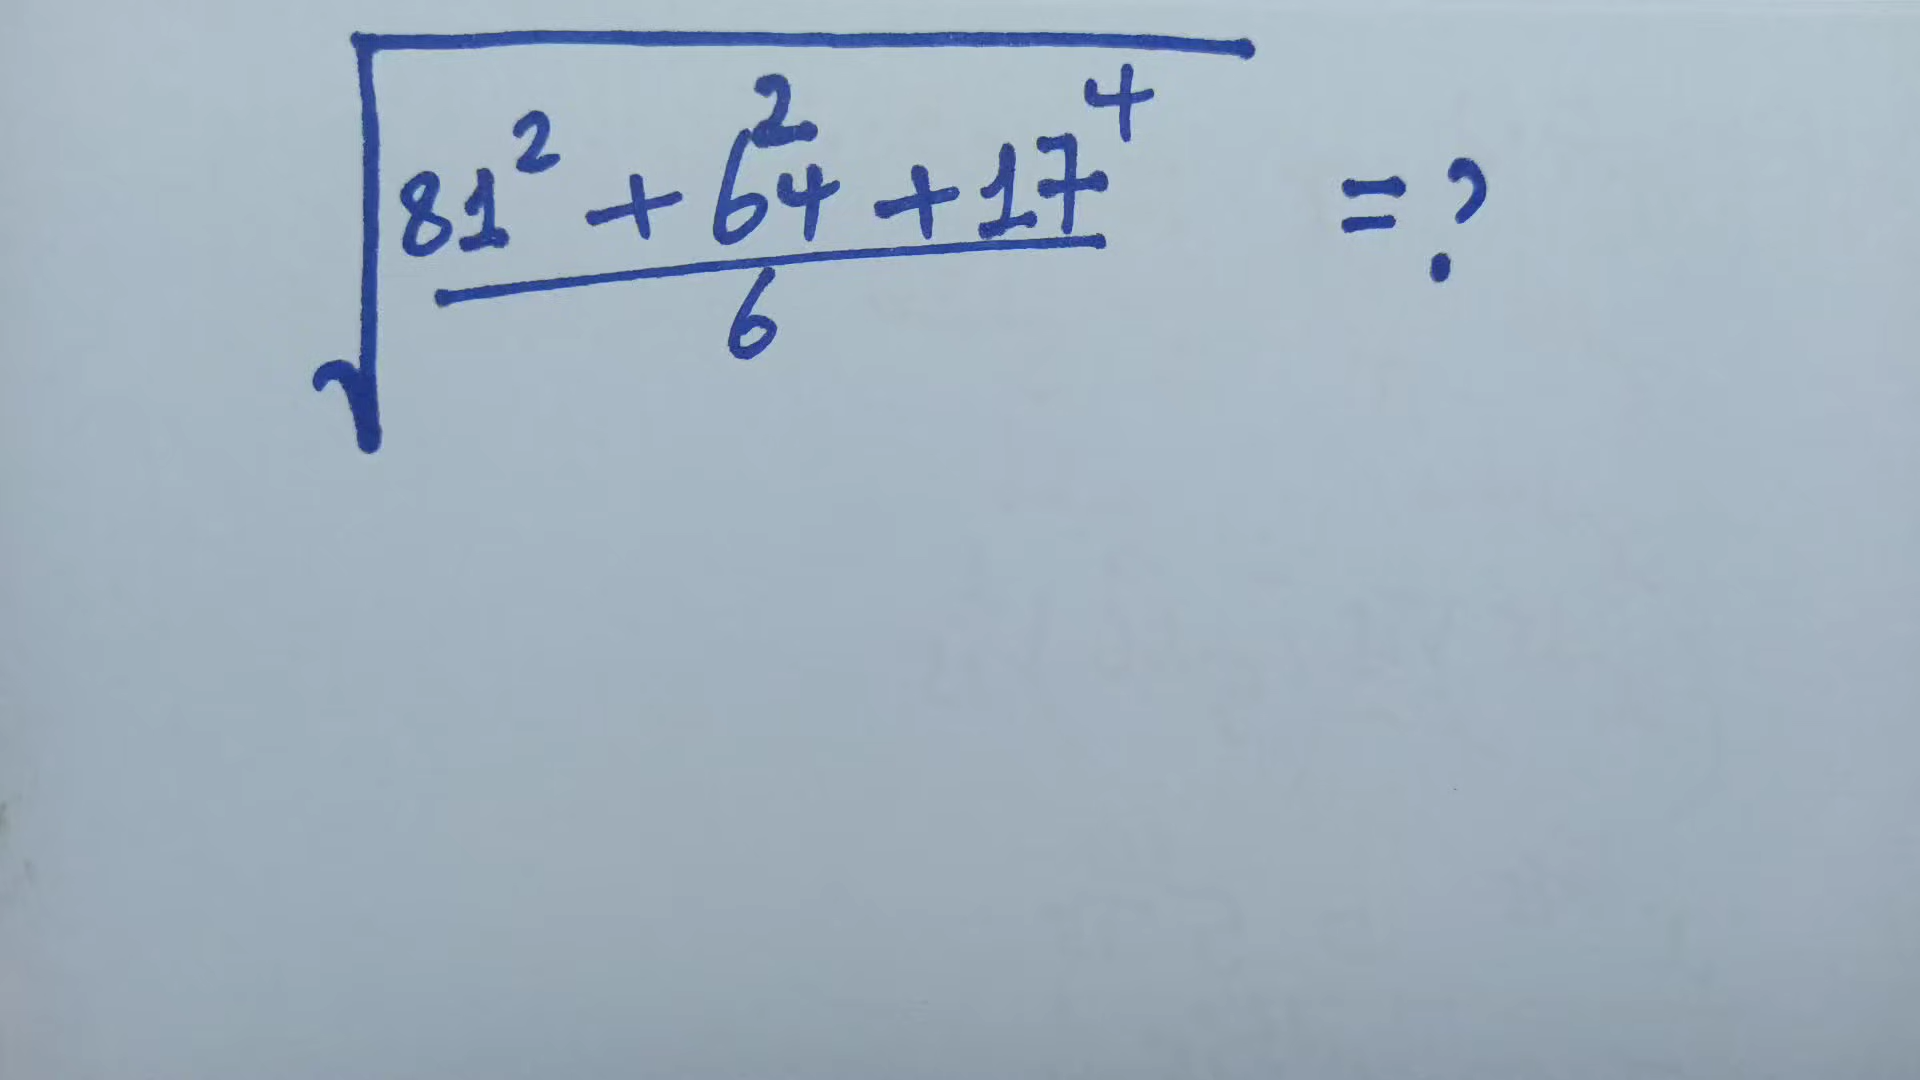 √((81² + 64² + 17⁴)/6) = ?